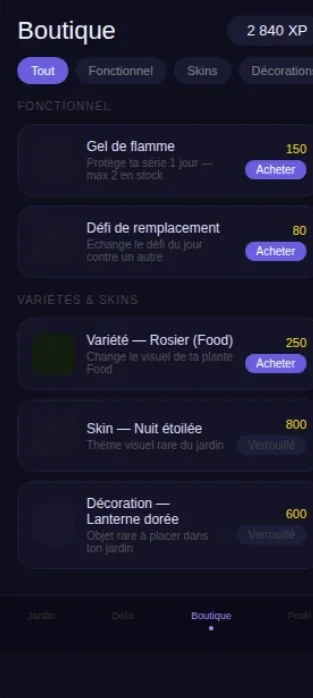 Boutique
2 840 XP
Tout Fonctionnel Skins Décorations
FONCTIONNEL
Gel de flamme
150
Protège ta série 1 jour —
max 2 en stock
Acheter
Défi de remplacement
80
Échange le défi du jour
contre un autre
Acheter
VARIÉTÉS & SKINS
Variété — Rosier (Food)
250
Change le visuel de ta plante
Food
Acheter
Skin — Nuit étoilée
800
Thème visuel rare du jardin
Verrouillé
Décoration —
Lanterne dorée
600
Objet rare à placer dans
ton jardin
Verrouillé
Jardin Défis Boutique